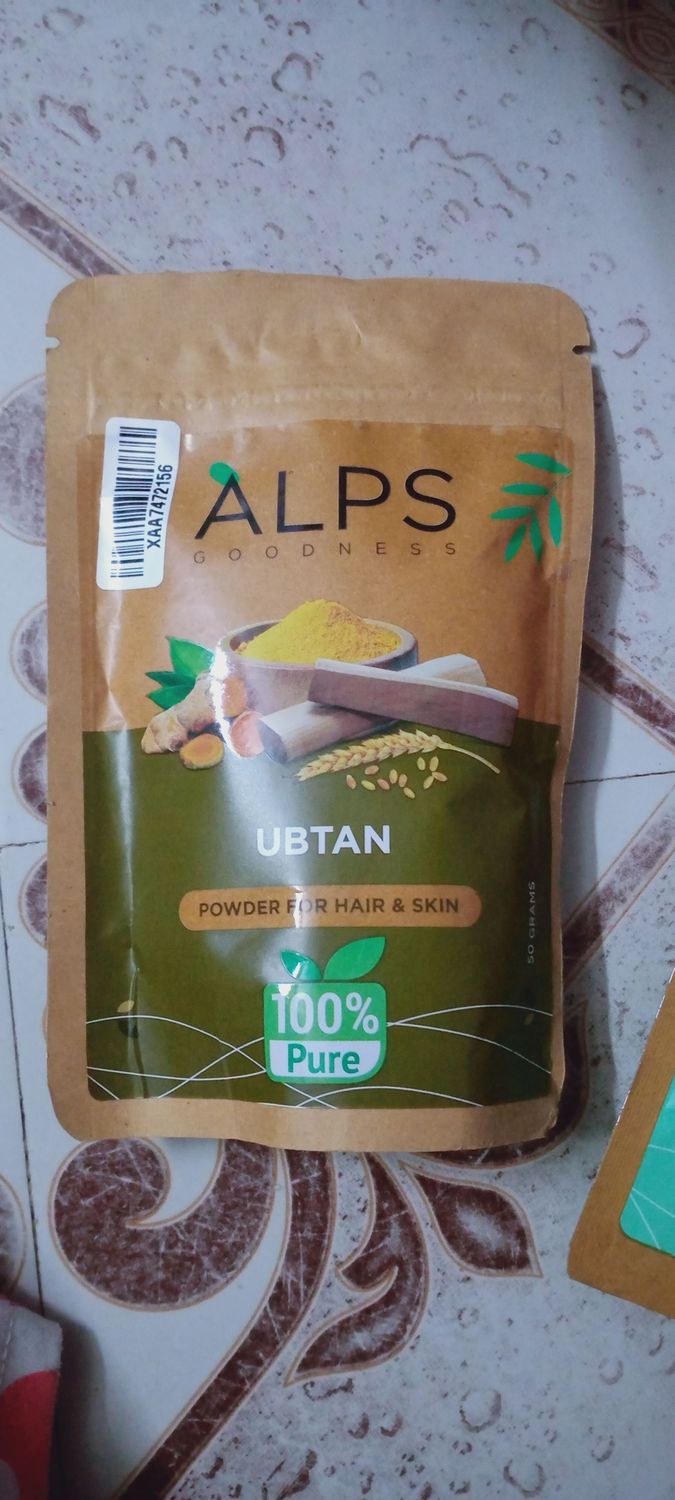 XAA7472156
ALPS
GOODNESS
UBTAN
POWDER FOR HAIR & SKIN
50 GRAMS
100%
Pure